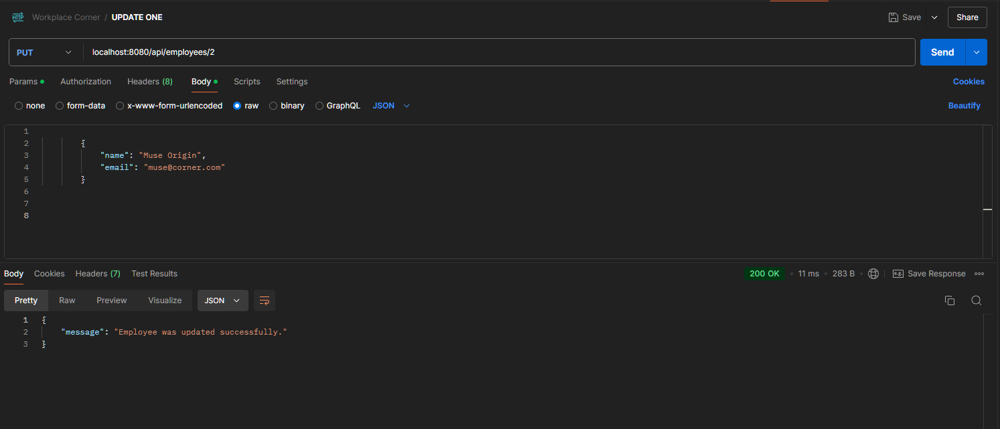 HTTP Workplace Corner / UPDATE ONE Save Share
PUT localhost:8080/api/employees/2 Send
Params Authorization Headers (8) Body Scripts Settings Cookies
none form-data x-www-form-urlencoded raw binary GraphQL JSON Beautify
1
2 {
3 "name": "Muse Origin",
4 "email": "muse@corner.com"
5 }
6
7
8
Body Cookies Headers (7) Test Results 200 OK • 11 ms • 283 B • e.g. Save Response
Pretty Raw Preview Visualize JSON
1 {
2 "message": "Employee was updated successfully."
3 }